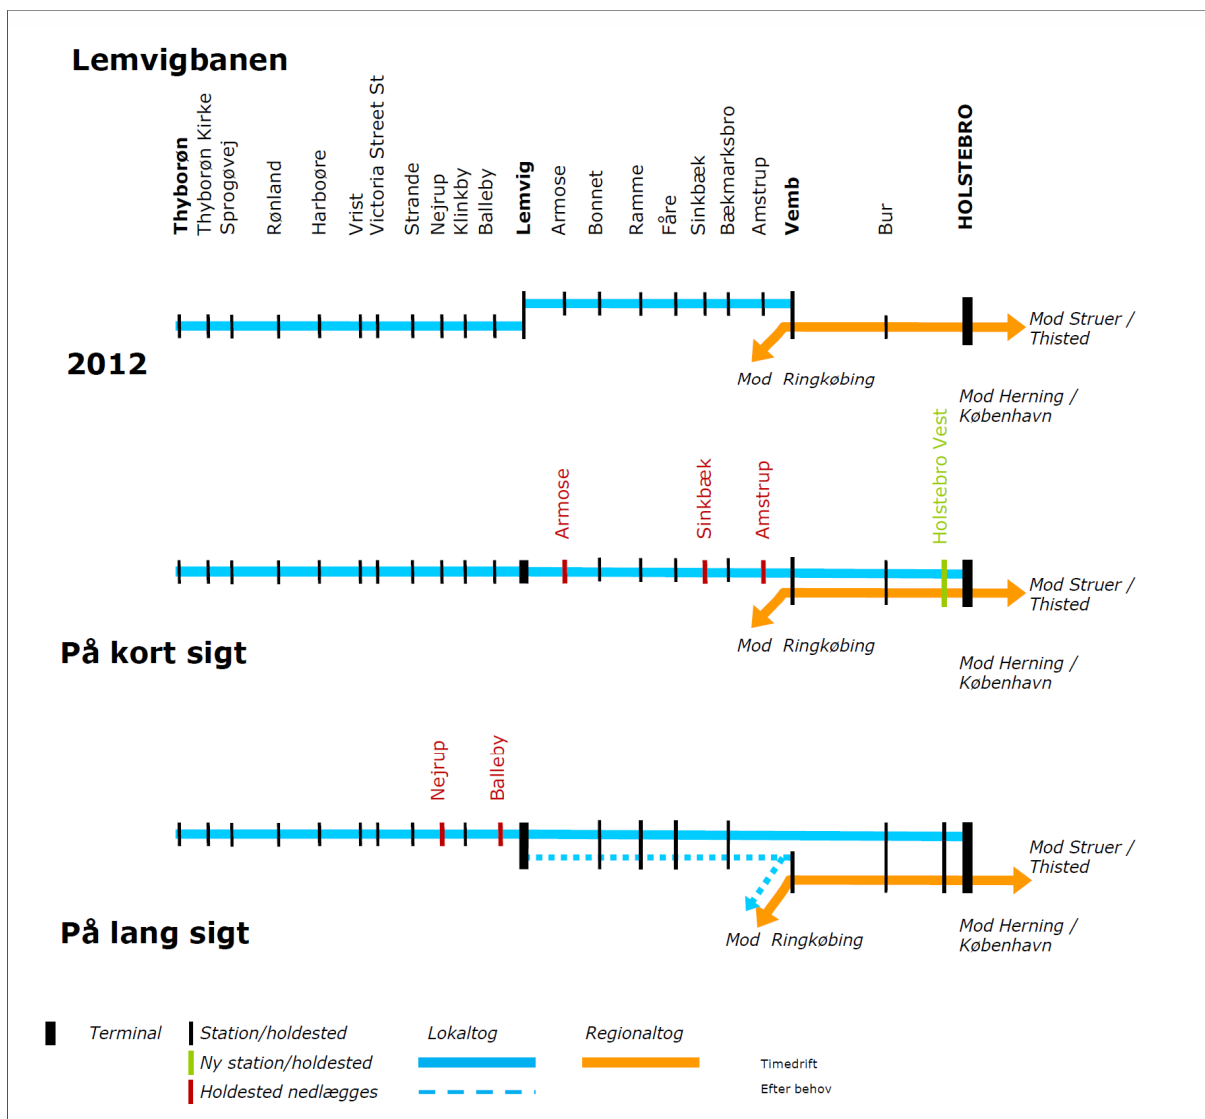 Lemvigbanen
Thyborøn
Thyborøn Kirke
Sprogøvej
Rønland
Harboøre
Vrist
Victoria Street St
Strande
Nejrup
Klinkby
Balleby
Lemvig
Armose
Bonnet
Ramme
Fåre
Sinkbæk
Bækmarksbro
Amstrup
Vemb
Bur
HOLSTEBRO
Mod Struer /
Thisted
2012
Mod Ringkøbing
Mod Herning /
København
Armose
Sinkbæk
Amstrup
Holstebro Vest
Mod Struer /
Thisted
På kort sigt
Mod Ringkøbing
Mod Herning /
København
Nejrup
Balleby
Mod Struer /
Thisted
På lang sigt
Mod Ringkøbing
Mod Herning /
København
Terminal
Station/holdested
Lokaltog
Regionaltog
Ny station/holdested
Timedrift
Holdested nedlægges
Efter behov